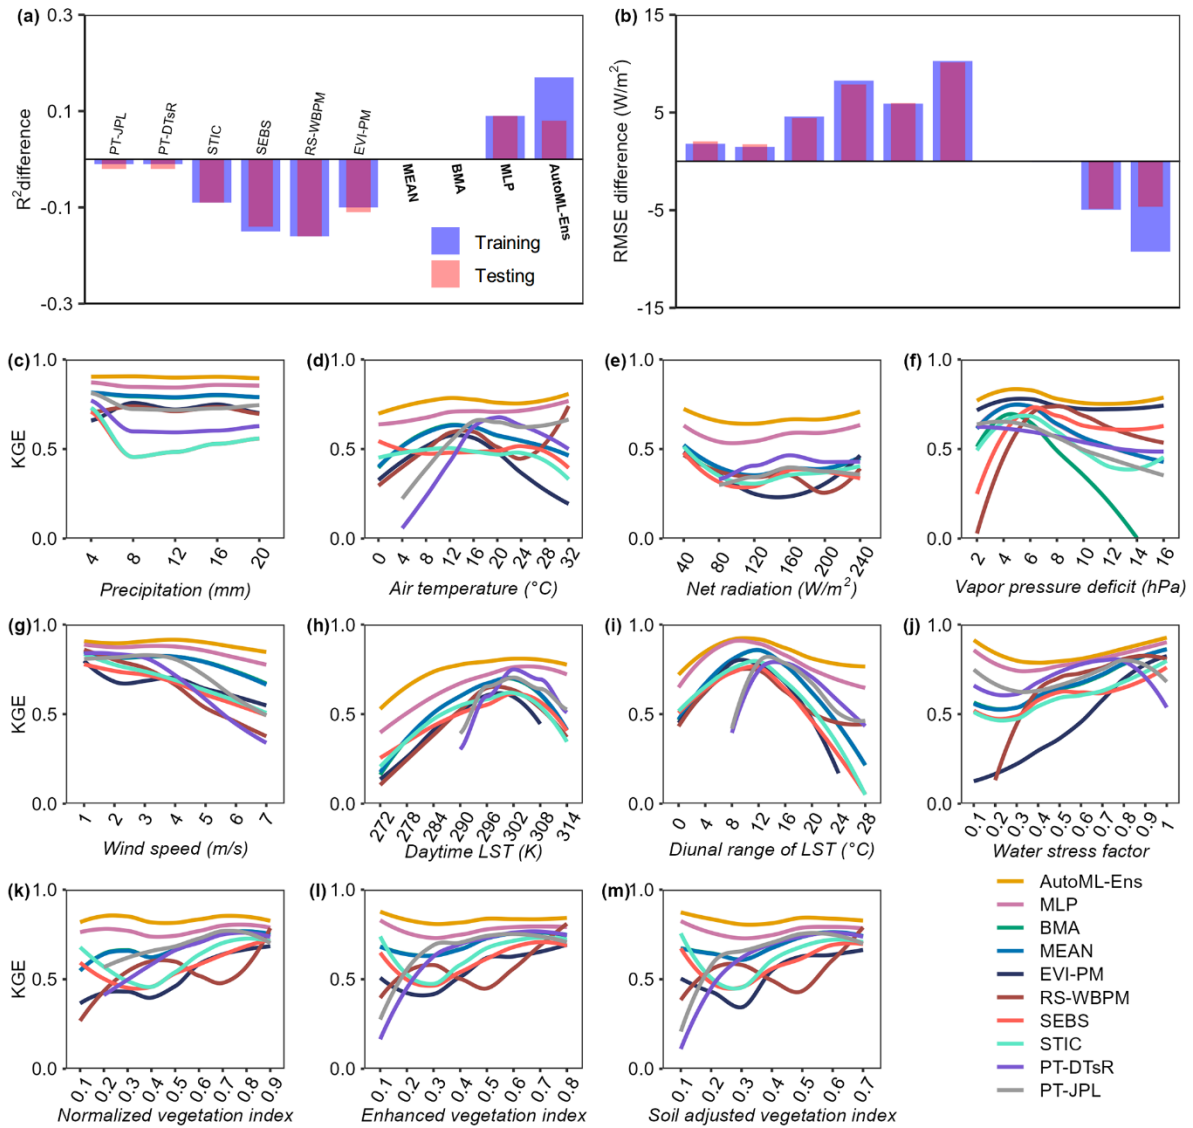 (a)
0.3
0.1
-0.1
-0.3
R²difference
PT-JPL
PT-DTsR
STIC
SEBS
RS-WBPM
EVI-PM
MEAN
BMA
MLP
AutoML-Ens
Training
Testing
(b)
15
5
-5
-15
RMSE difference (W/m²)
(c)
1.0
0.5
0.0
KGE
4 8 12 16 20
Precipitation (mm)
(d)
1.0
0.5
0.0
0 4 8 12 16 20 24 28 32
Air temperature (°C)
(e)
1.0
0.5
0.0
40 80 120 160 200 240
Net radiation (W/m²)
(f)
1.0
0.5
0.0
2 4 6 8 10 12 14 16
Vapor pressure deficit (hPa)
(g)
1.0
0.5
0.0
KGE
1 2 3 4 5 6 7
Wind speed (m/s)
(h)
1.0
0.5
0.0
272 278 284 290 296 302 308 314
Daytime LST (K)
(i)
1.0
0.5
0.0
0 4 8 12 16 20 24 28
Diunal range of LST (°C)
(j)
1.0
0.5
0.0
0.1 0.2 0.3 0.4 0.5 0.6 0.7 0.8 0.9 1
Water stress factor
(k)
1.0
0.5
0.0
KGE
0.1 0.2 0.3 0.4 0.5 0.6 0.7 0.8 0.9
Normalized vegetation index
(l)
1.0
0.5
0.0
0.1 0.2 0.3 0.4 0.5 0.6 0.7 0.8
Enhanced vegetation index
(m)
1.0
0.5
0.0
0.1 0.2 0.3 0.4 0.5 0.6 0.7
Soil adjusted vegetation index
AutoML-Ens
MLP
BMA
MEAN
EVI-PM
RS-WBPM
SEBS
STIC
PT-DTsR
PT-JPL